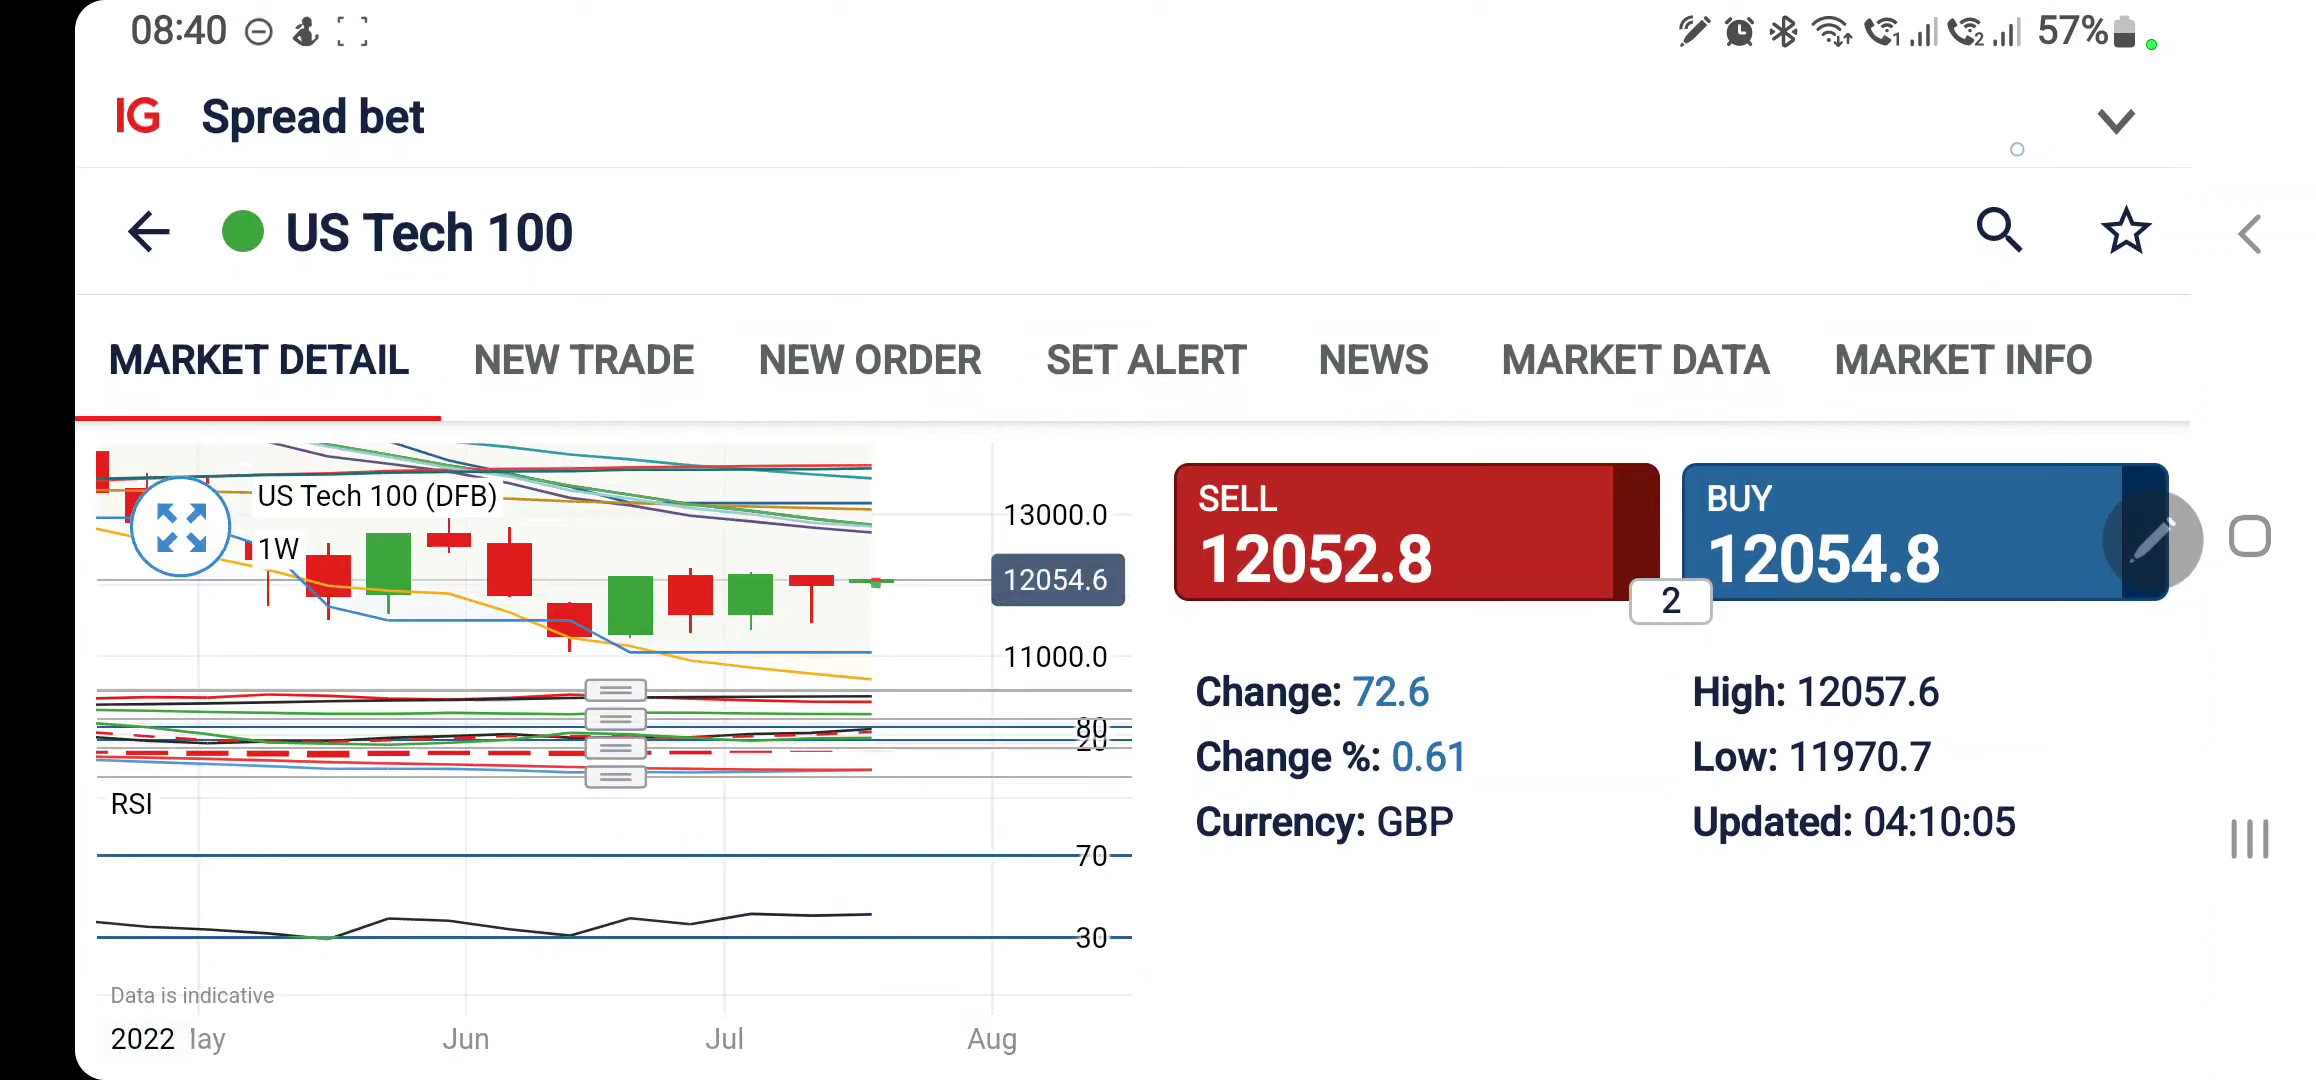 08:40
1
2
57%
IG Spread bet
US Tech 100
MARKET DETAIL NEW TRADE NEW ORDER SET ALERT NEWS MARKET DATA MARKET INFO
US Tech 100 (DFB)
1W
13000.0
12054.6
11000.0
80
20
RSI
70
30
Data is indicative
2022 lay Jun Jul Aug
SELL
12052.8
BUY
12054.8
2
Change: 72.6
High: 12057.6
Change %: 0.61
Low: 11970.7
Currency: GBP
Updated: 04:10:05